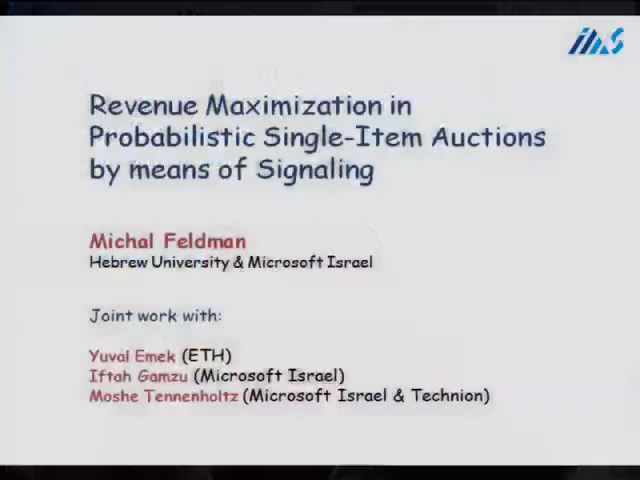 ims
Revenue Maximization in
Probabilistic Single-Item Auctions
by means of Signaling
Michal Feldman
Hebrew University & Microsoft Israel
Joint work with:
Yuval Emek (ETH)
Iftah Gamzu (Microsoft Israel)
Moshe Tennenholtz (Microsoft Israel & Technion)